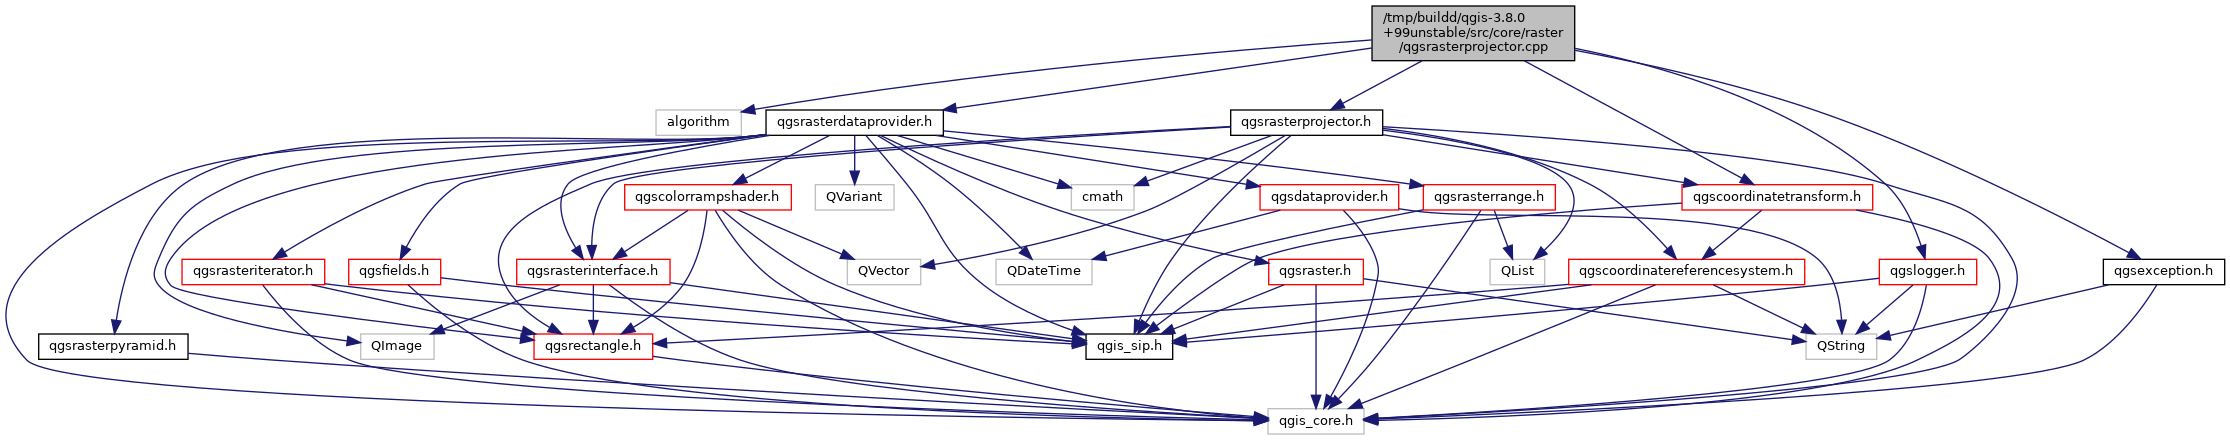 /tmp/buildd/qgis-3.8.0
+99unstable/src/core/raster
/qgsrasterprojector.cpp
algorithm
qgsrasterdataprovider.h
qgsrasterprojector.h
qgscolorrampshader.h
QVariant
cmath
qgsdataprovider.h
qgsrasterrange.h
qgscoordinatetransform.h
qgsrasteriterator.h
qgsfields.h
qgsrasterinterface.h
QVector
QDateTime
qgsraster.h
QList
qgscoordinatereferencesystem.h
qgslogger.h
qgsexception.h
qgsrasterpyramid.h
QImage
qgsrectangle.h
qgis_sip.h
QString
qgis_core.h